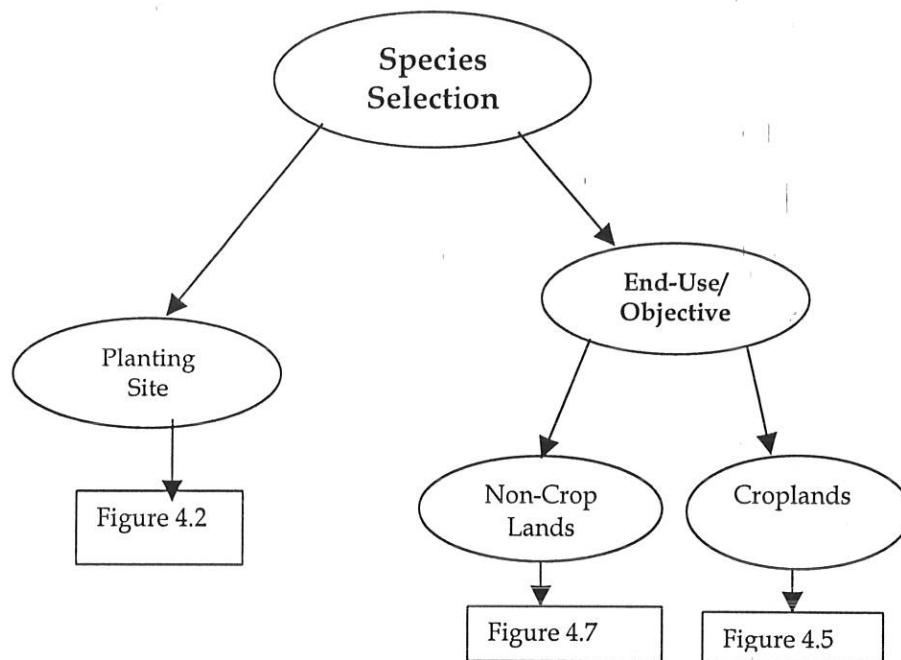 Species
Selection
End-Use/
Objective
Planting
Site
Non-Crop
Lands
Croplands
Figure 4.2
Figure 4.7
Figure 4.5